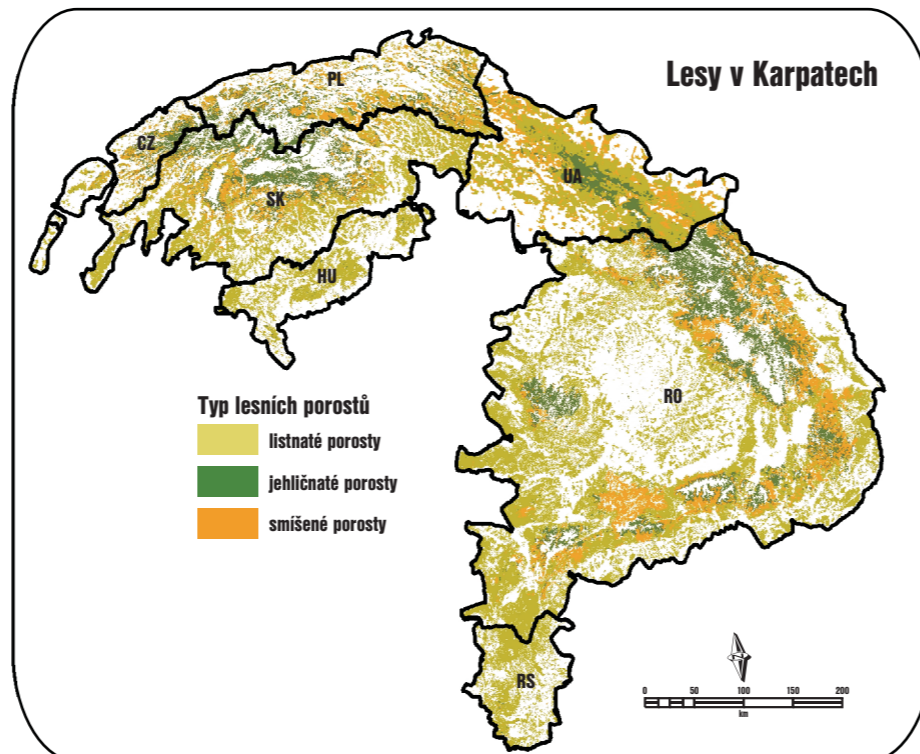 Lesy v Karpatech
PL
CZ
SK
UA
HU
RO
RS
Typ lesních porostů
listnaté porosty
jehličnaté porosty
smíšené porosty
0 50 100 150 200
km